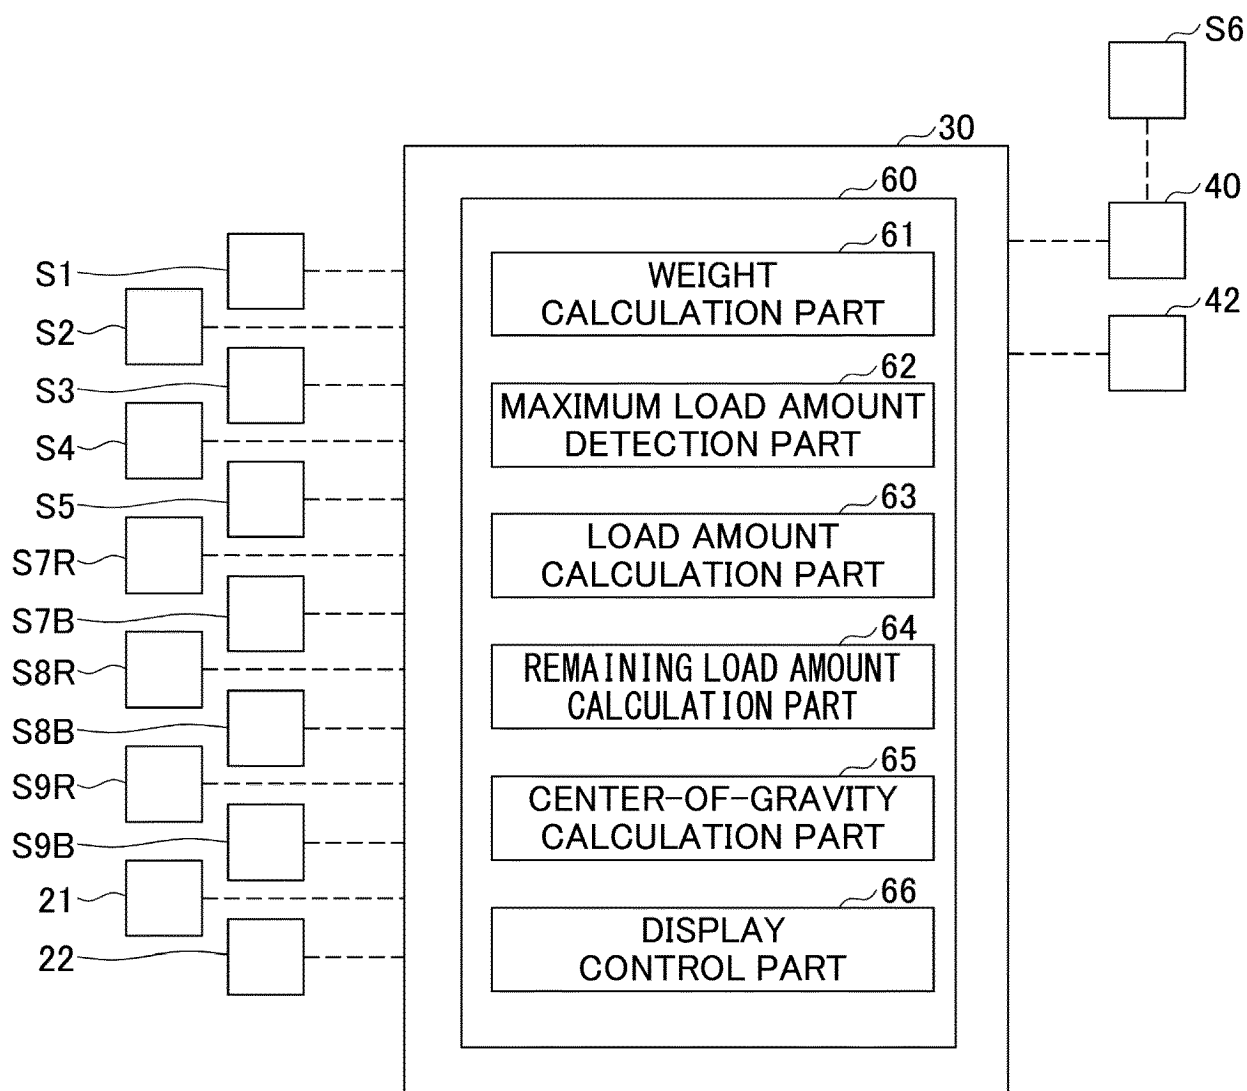 S6
30
60
40
61
WEIGHT
CALCULATION PART
S1
42
S2
62
S3
MAXIMUM LOAD AMOUNT
DETECTION PART
S4
63
S5
LOAD AMOUNT
CALCULATION PART
S7R
S7B
64
REMAINING LOAD AMOUNT
CALCULATION PART
S8R
S8B
65
S9R
CENTER-OF-GRAVITY
CALCULATION PART
S9B
66
21
DISPLAY
CONTROL PART
22